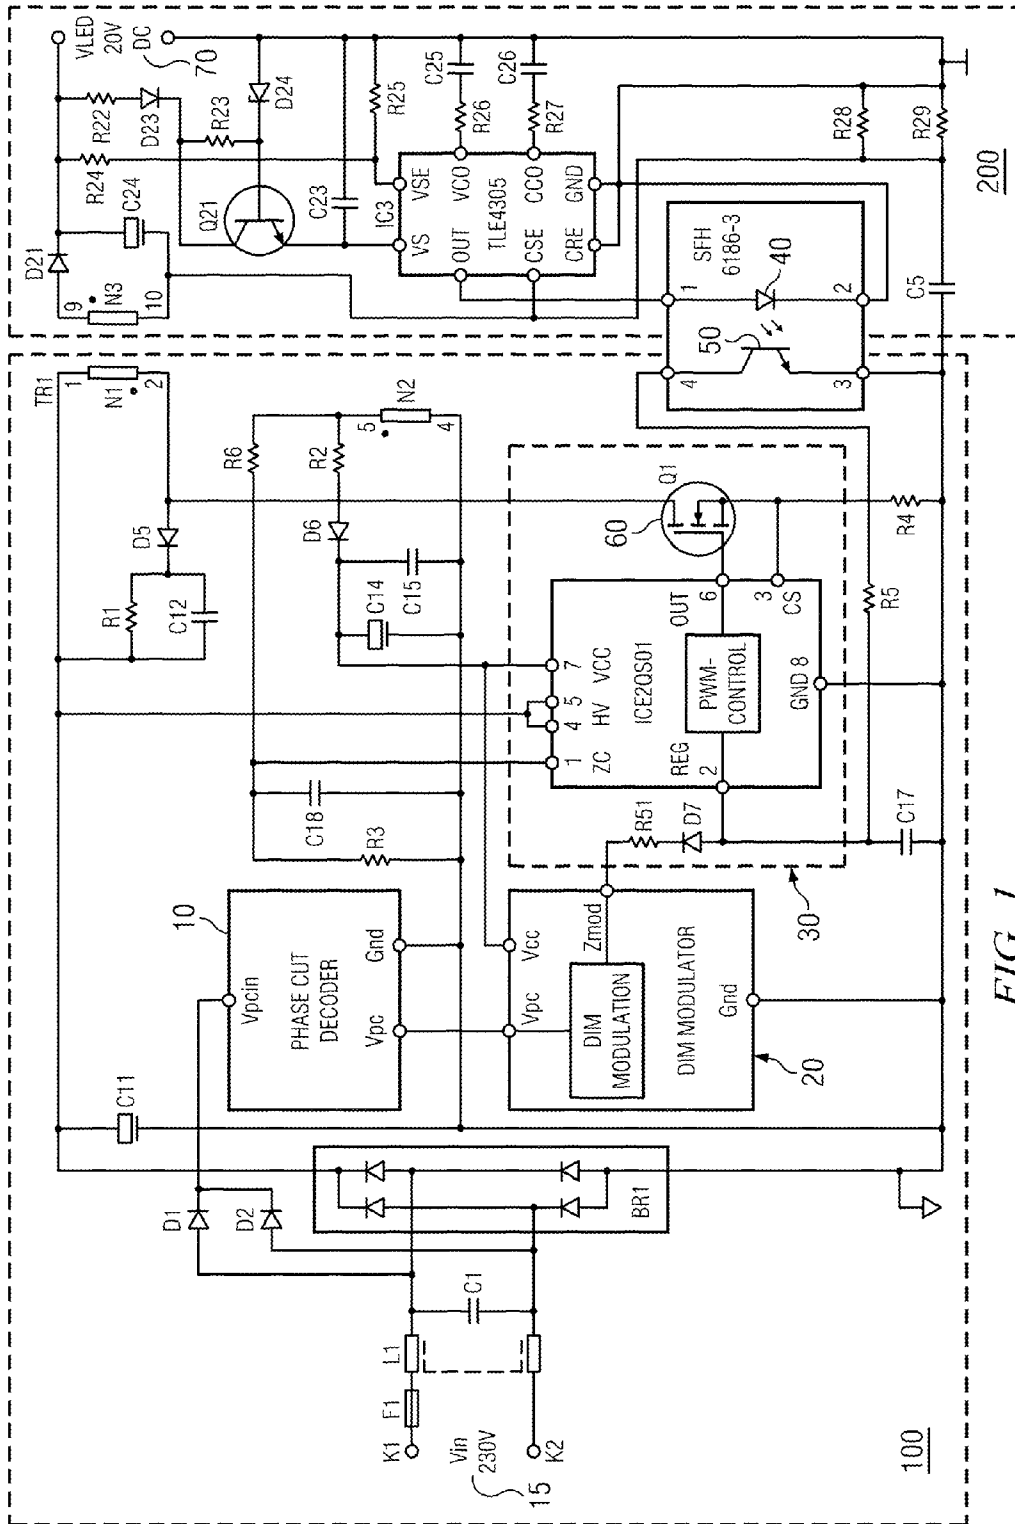 K1
F1
L1
Vin
230V
15
K2
C1
D1
D2
BR1
C11
10
Vpcin
PHASE CUT
DECODER
Vpc
Gnd
Vpc
Vcc
DIM
MODULATION
Zmod
DIM MODULATOR
Gnd
20
TR1
1
N1
2
R1
C12
D5
R6
R2
D6
C14
C15
5
N2
4
C18
R3
1
ZC
4
5
HV
7
VCC
ICE2QS01
REG
2
PWM-
CONTROL
OUT
6
3
CS
GND 8
60
Q1
R51
D7
30
C17
R5
R4
4
50
3
1
SFH
6186-3
40
2
C5
9
N3
10
D21
C24
R24
R22
D23
R23
Q21
D24
C23
R25
IC3
VS
VSE
OUT
VCO
TLE4305
CSE
CCO
CRE
GND
R26
C25
R27
C26
R28
R29
VLED
20V
DC
70
100
200
FIG. 1